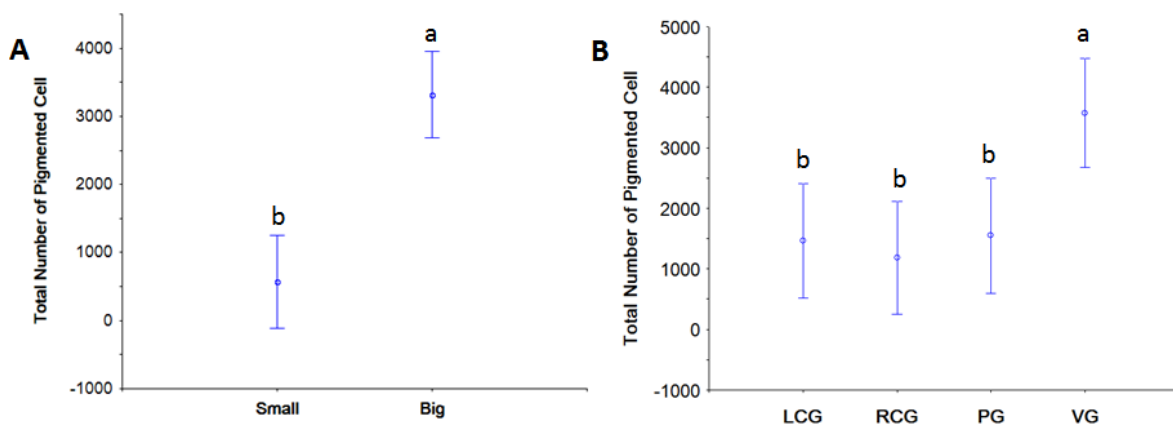 A
Total Number of Pigmented Cell
4000
3000
2000
1000
0
-1000
b
a
Small
Big
B
Total Number of Pigmented Cell
5000
4000
3000
2000
1000
0
-1000
b
b
b
a
LCG
RCG
PG
VG